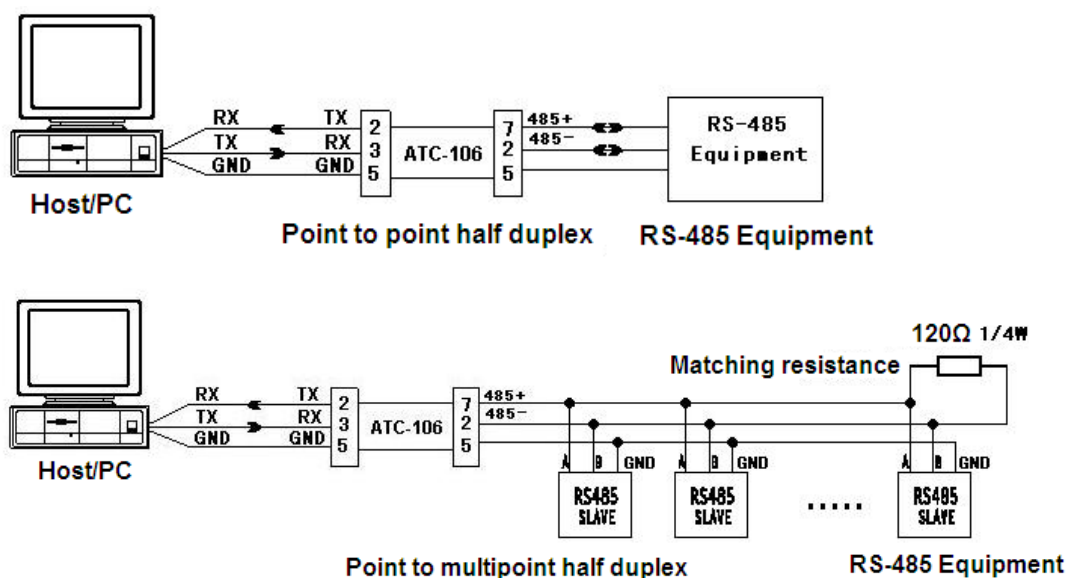 RX TX 2 7 485+ RS-485
TX RX 3 ATC-106 2 485- Equipment
GND GND 5 5
Host/PC
Point to point half duplex RS-485 Equipment
120Ω 1/4W
Matching resistance
RX TX 2 7 485+
TX RX 3 ATC-106 2 485-
GND GND 5 5
Host/PC
A B GND A B GND A B GND
RS485 RS485 ..... RS485
SLAVE SLAVE SLAVE
Point to multipoint half duplex RS-485 Equipment